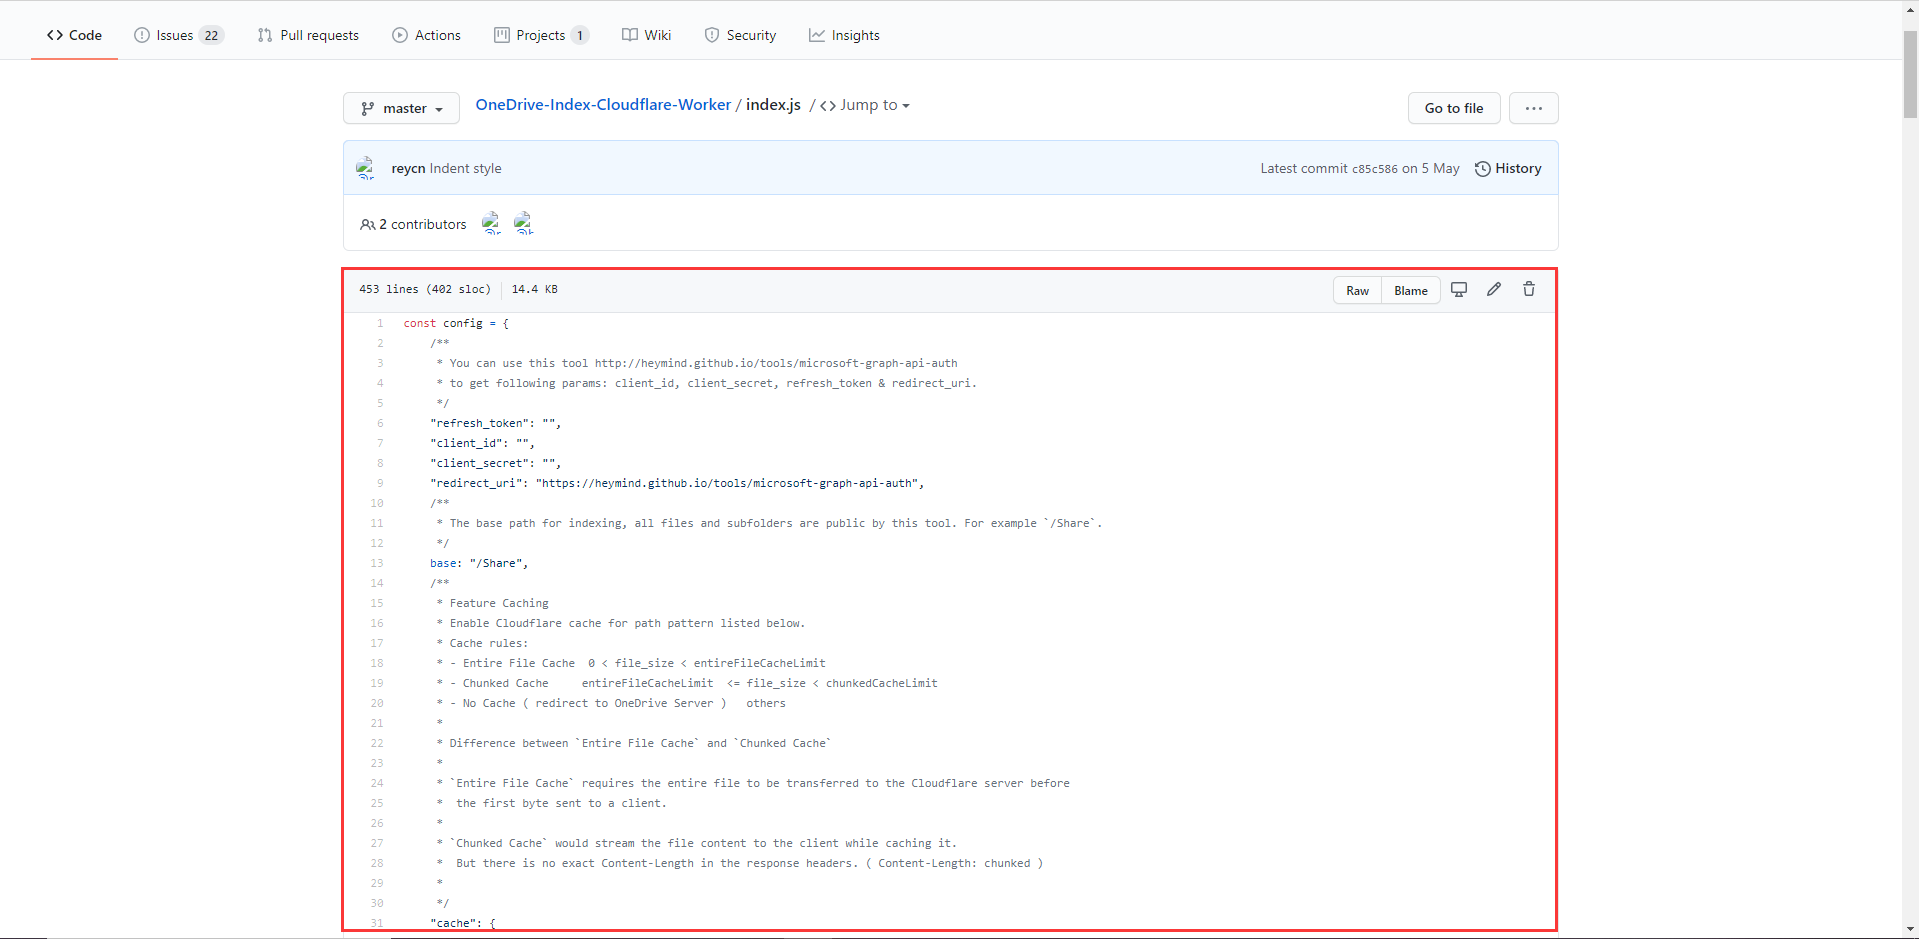 Code Issues 22 Pull requests Actions Projects 1 Wiki Security Insights
master OneDrive-Index-Cloudflare-Worker / index.js / <> Jump to Go to file ...
reycn Indent style Latest commit c85c586 on 5 May History
2 contributors
453 lines (402 sloc) 14.4 KB Raw Blame
1 const config = {
2 /**
3 * You can use this tool http://heymind.github.io/tools/microsoft-graph-api-auth
4 * to get following params: client_id, client_secret, refresh_token & redirect_uri.
5 */
6 "refresh_token": "",
7 "client_id": "",
8 "client_secret": "",
9 "redirect_uri": "https://heymind.github.io/tools/microsoft-graph-api-auth",
10 /**
11 * The base path for indexing, all files and subfolders are public by this tool. For example `/Share`.
12 */
13 base: "/Share",
14 /**
15 * Feature Caching
16 * Enable Cloudflare cache for path pattern listed below.
17 * Cache rules:
18 * - Entire File Cache  0 < file_size < entireFileCacheLimit
19 * - Chunked Cache     entireFileCacheLimit  <= file_size < chunkedCacheLimit
20 * - No Cache ( redirect to OneDrive Server )   others
21 *
22 * Difference between `Entire File Cache` and `Chunked Cache`
23 *
24 * `Entire File Cache` requires the entire file to be transferred to the Cloudflare server before
25 *  the first byte sent to a client.
26 *
27 * `Chunked Cache` would stream the file content to the client while caching it.
28 *  But there is no exact Content-Length in the response headers. ( Content-Length: chunked )
29 *
30 */
31 "cache": {